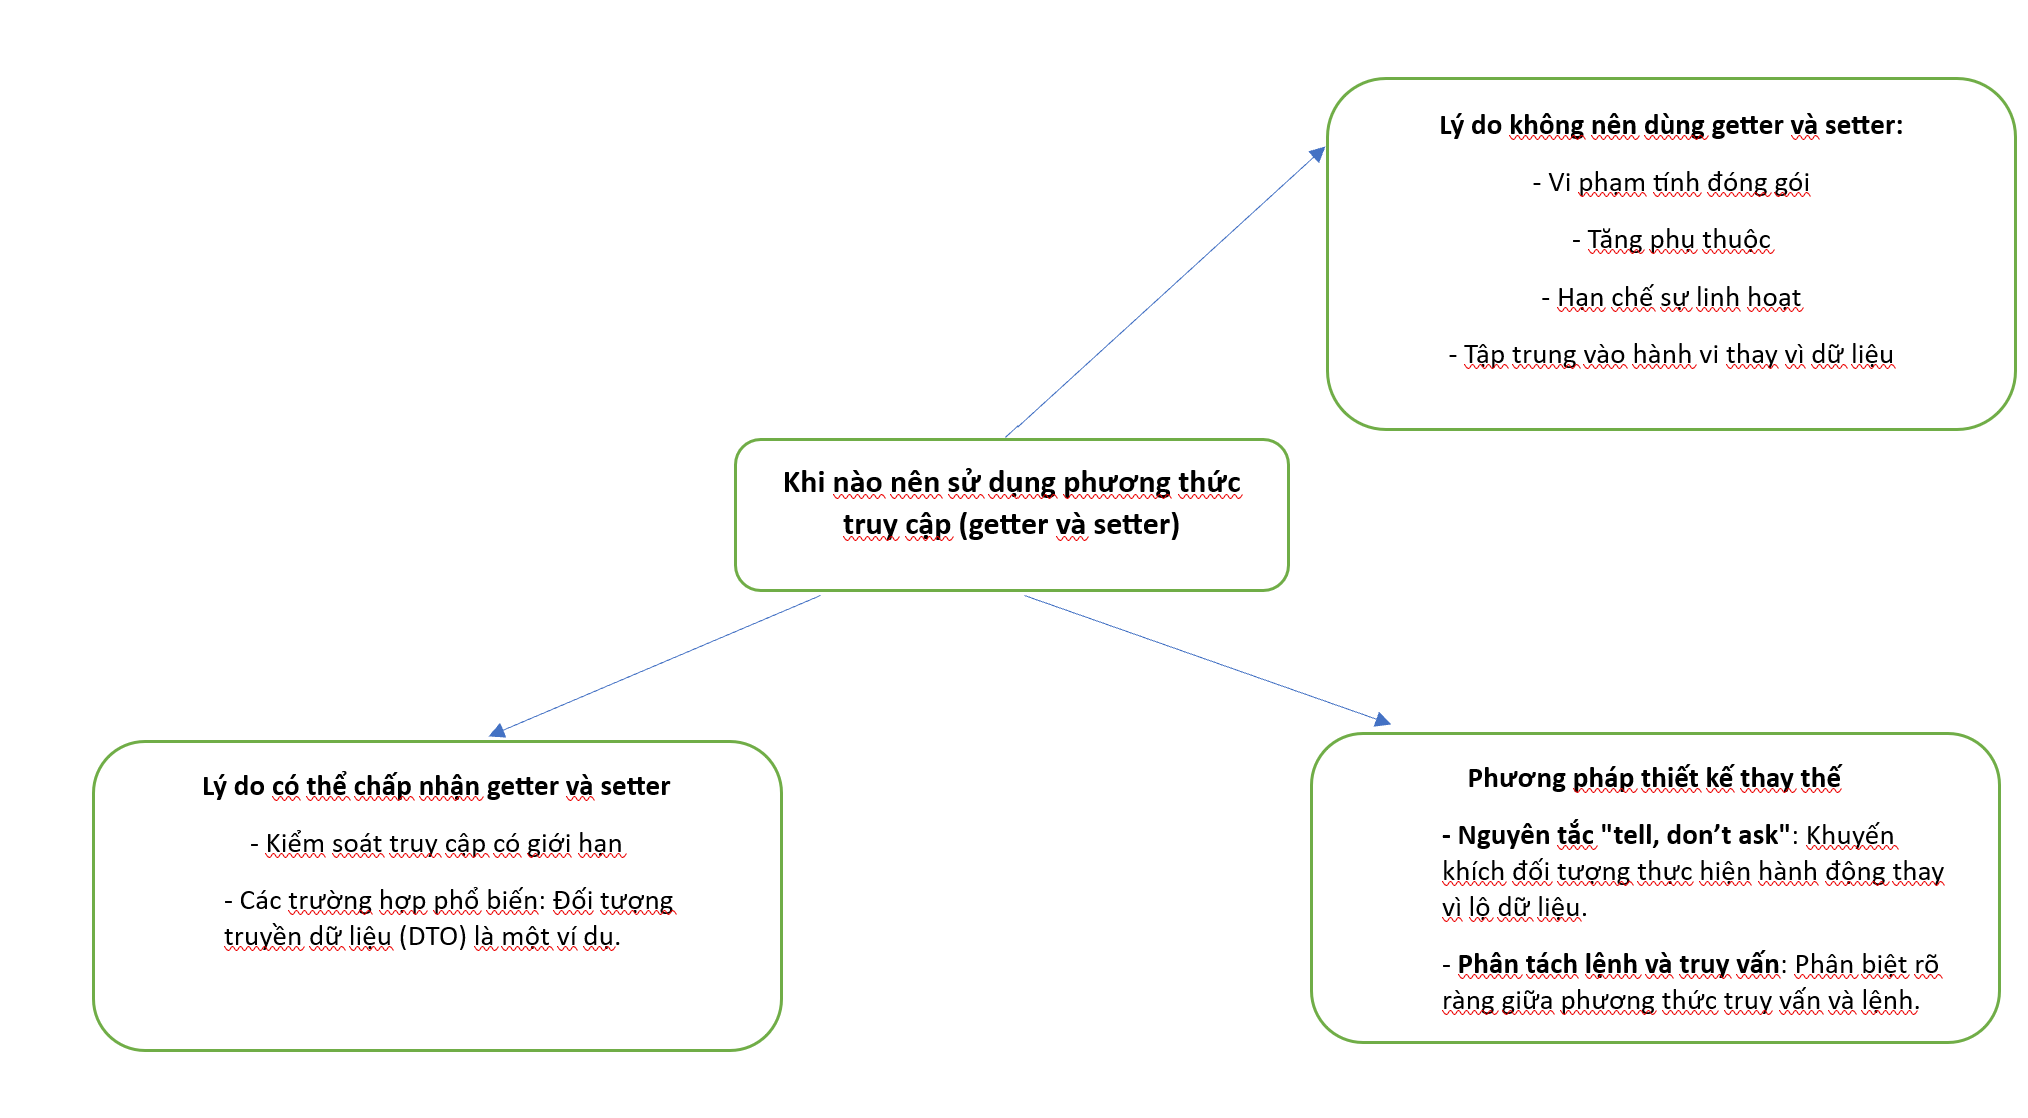 Lý do không nên dùng getter và setter:
- Vi phạm tính đóng gói
- Tăng phụ thuộc
- Hạn chế sự linh hoạt
- Tập trung vào hành vi thay vì dữ liệu
Khi nào nên sử dụng phương thức
truy cập (getter và setter)
Lý do có thể chấp nhận getter và setter
- Kiểm soát truy cập có giới hạn
- Các trường hợp phổ biến: Đối tượng
truyền dữ liệu (DTO) là một ví dụ.
Phương pháp thiết kế thay thế
- Nguyên tắc "tell, don’t ask": Khuyến
khích đối tượng thực hiện hành động thay
vì lộ dữ liệu.
- Phân tách lệnh và truy vấn: Phân biệt rõ
ràng giữa phương thức truy vấn và lệnh.